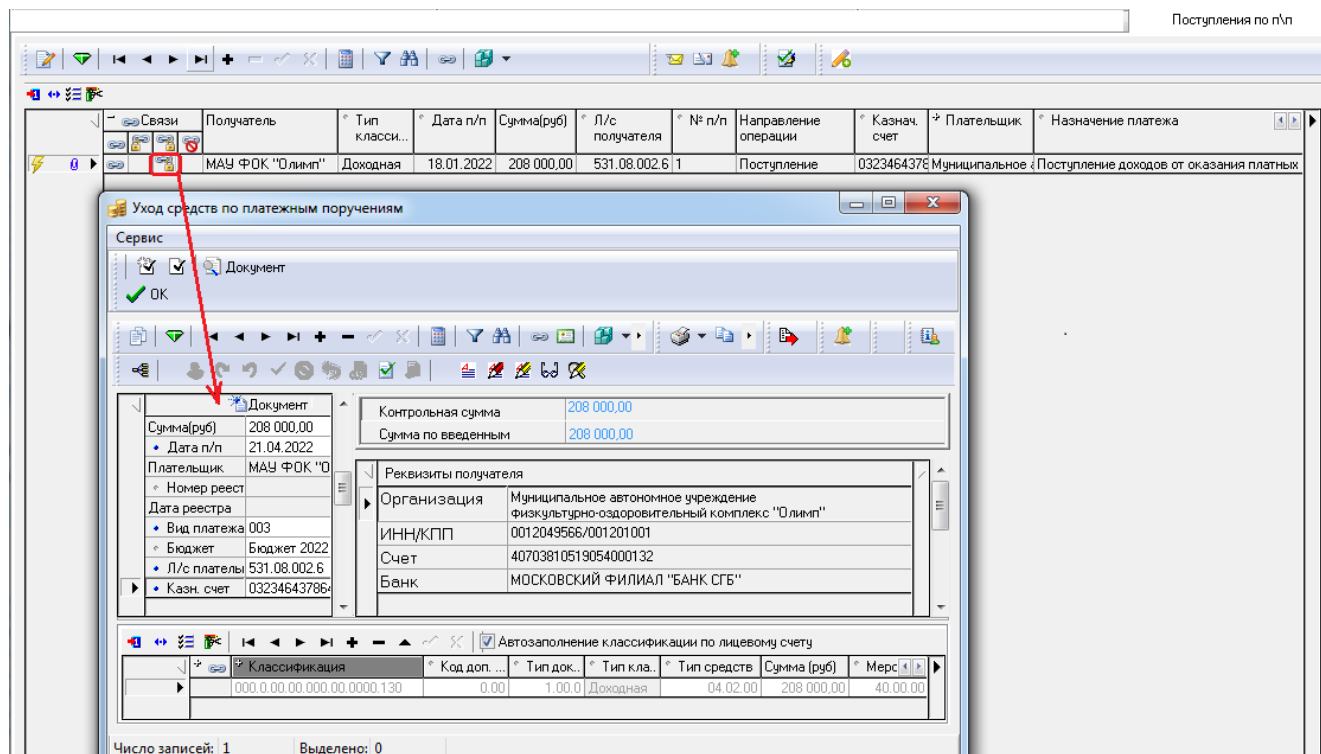 Поступления по п\п
Связи Получатель Тип класси... Дата п/п Сумма(руб) Л/с получателя № п/п Направление операции Казнач. счет Плательщик Назначение платежа
МАУ ФОК "Олимп" Доходная 18.01.2022 208 000,00 531.08.002.6 1 Поступление 0323464378 Муниципальное Поступление доходов от оказания платных
Уход средств по платежным поручениям
Сервис
Документ
OK
Документ
Сумма(руб) 208 000,00
Дата п/п 21.04.2022
Плательщик МАУ ФОК "О
Номер реест
Дата реестра
Вид платежа 003
Бюджет Бюджет 2022
Л/с плателы 531.08.002.6
Казн. счет 03234643786
Контрольная сумма 208 000,00
Сумма по введенным 208 000,00
Реквизиты получателя
Организация Муниципальное автономное учреждение
физкультурно-оздоровительный комплекс "Олимп"
ИНН/КПП 0012049566/001201001
Счет 40703810519054000132
Банк МОСКОВСКИЙ ФИЛИАЛ "БАНК СГБ"
Автозаполнение классификации по лицевому счету
Классификация Код доп. ... Тип док.. Тип кла.. Тип средств Сумма (руб) Мерс
000.0.00.00.000.00.0000.130 0.00 1.00.0 Доходная 04.02.00 208 000,00 40.00.00
Число записей: 1 Выделено: 0